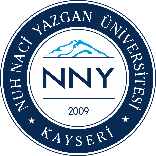 NUH NACİ YAZGAN ÜNİVERSİTESİ
NNY
2009
• KAYSERİ •